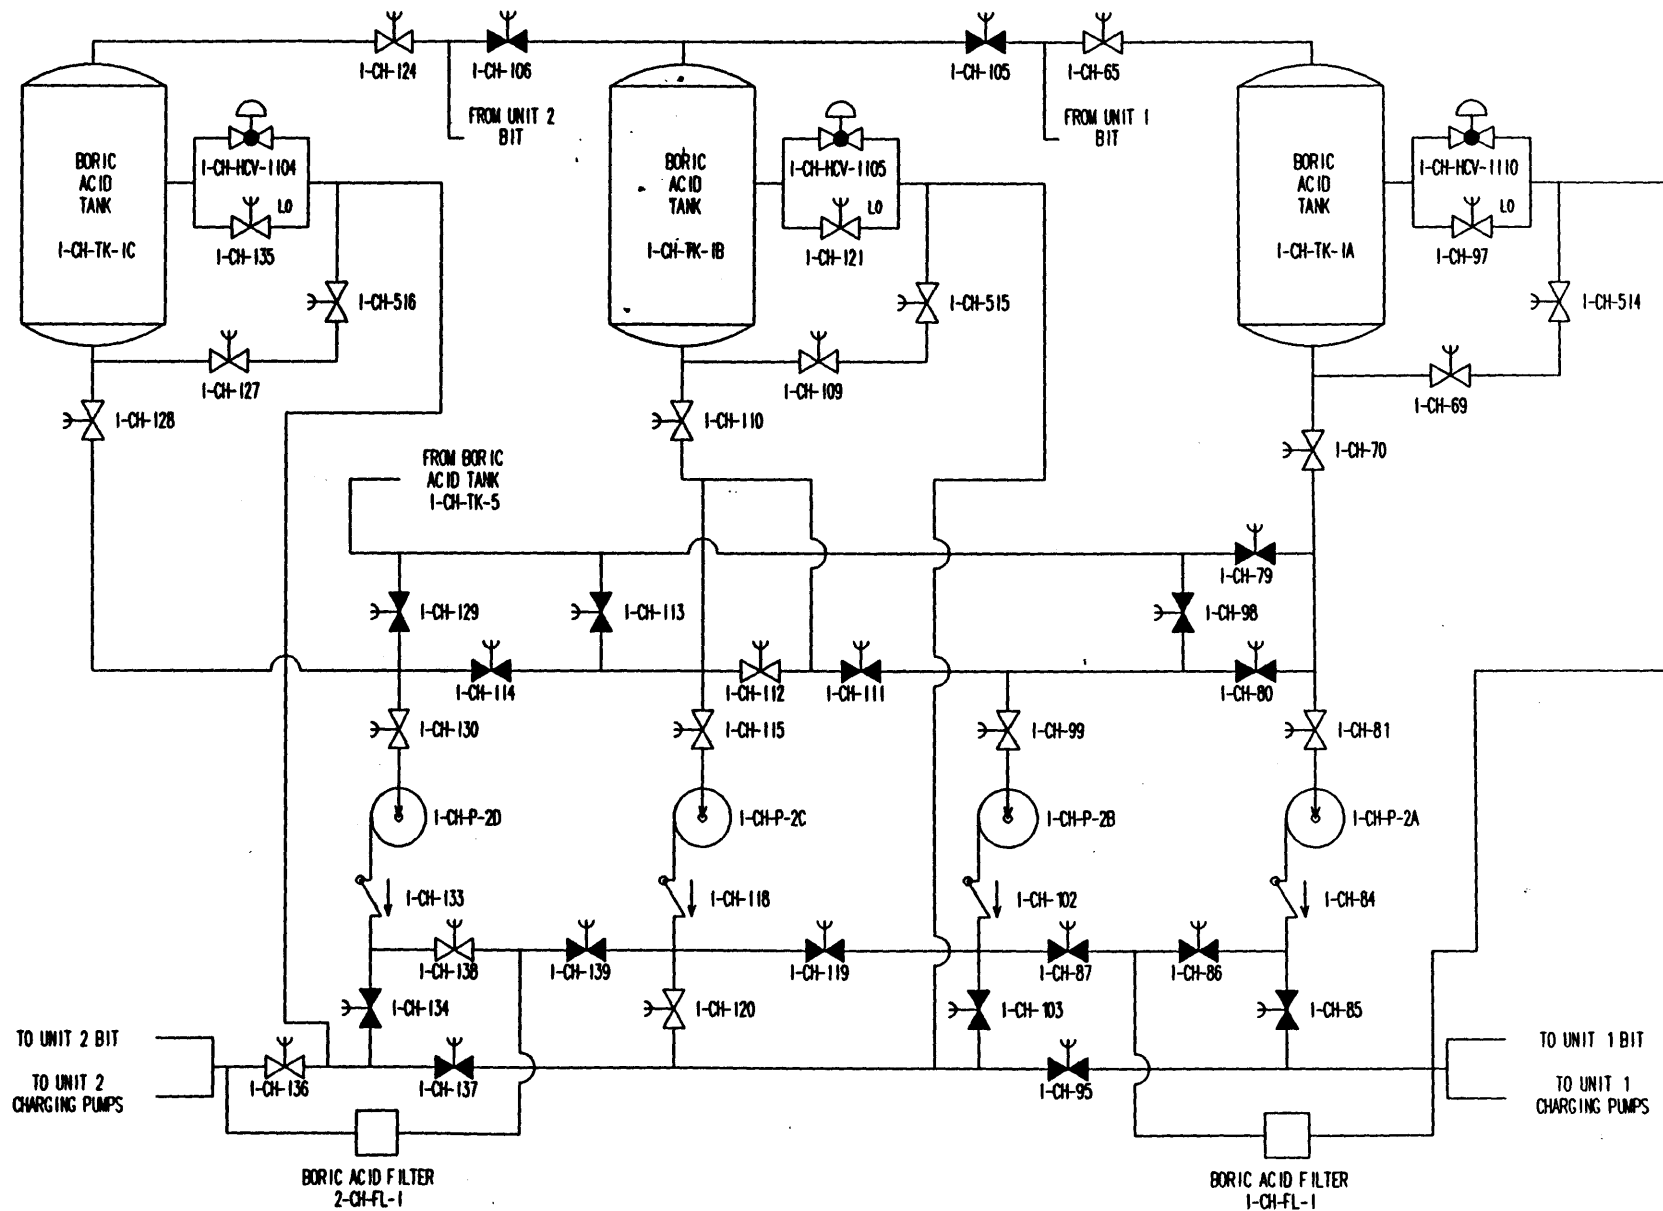 1-CH-124
1-CH-106
1-CH-105
1-CH-65
FROM UNIT 2
BIT
FROM UNIT 1
BIT
BORIC
ACID
TANK
1-CH-TK-1C
1-CH-HCV-1104
LO
1-CH-135
BORIC
ACID
TANK
1-CH-TK-1B
1-CH-HCV-1105
LO
1-CH-121
BORIC
ACID
TANK
1-CH-TK-1A
1-CH-HCV-1110
LO
1-CH-97
1-CH-516
1-CH-515
1-CH-514
1-CH-127
1-CH-109
1-CH-69
1-CH-128
1-CH-110
1-CH-70
FROM BORIC
ACID TANK
1-CH-TK-5
1-CH-79
1-CH-129
1-CH-113
1-CH-98
1-CH-114
1-CH-112
1-CH-111
1-CH-80
1-CH-130
1-CH-115
1-CH-99
1-CH-81
1-CH-P-2D
1-CH-P-2C
1-CH-P-2B
1-CH-P-2A
1-CH-133
1-CH-118
1-CH-102
1-CH-84
1-CH-138
1-CH-139
1-CH-119
1-CH-87
1-CH-86
1-CH-134
1-CH-120
1-CH-103
1-CH-85
TO UNIT 2 BIT
TO UNIT 2
CHARGING PUMPS
1-CH-136
1-CH-137
1-CH-95
TO UNIT 1 BIT
TO UNIT 1
CHARGING PUMPS
BORIC ACID FILTER
2-CH-FL-1
BORIC ACID FILTER
1-CH-FL-1